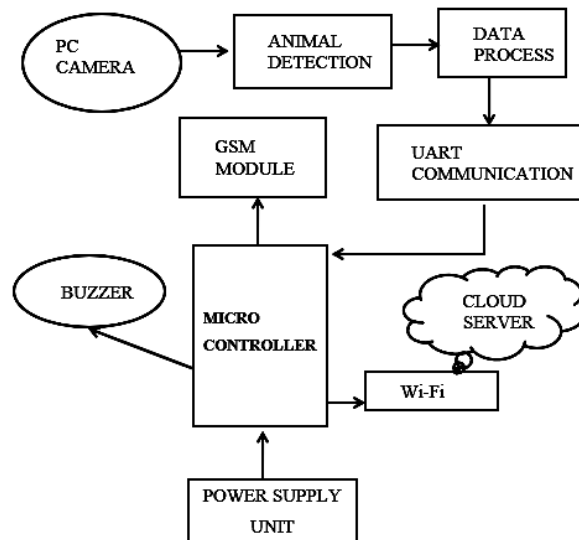 PC
CAMERA
ANIMAL
DETECTION
DATA
PROCESS
GSM
MODULE
UART
COMMUNICATION
BUZZER
MICRO
CONTROLLER
CLOUD
SERVER
Wi-Fi
POWER SUPPLY
UNIT